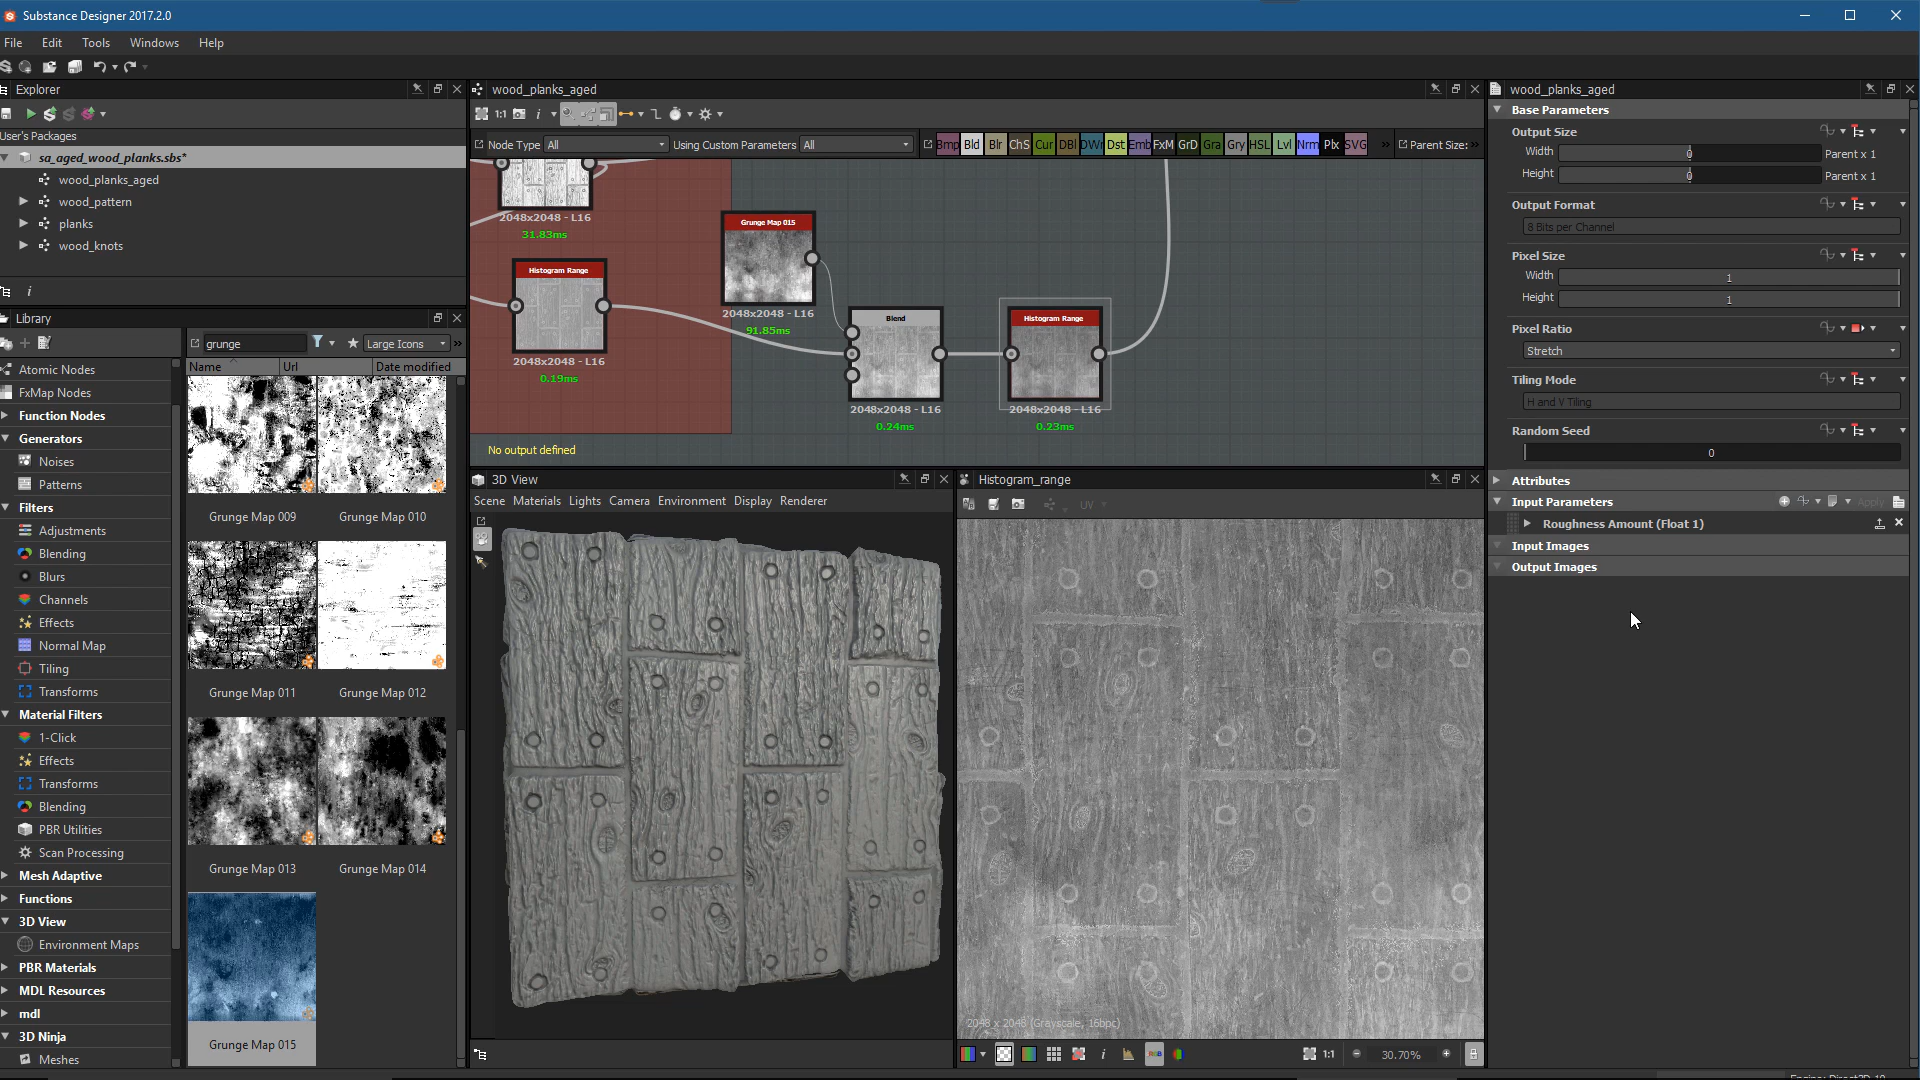 Substance Designer 2017.2.0
File Edit Tools Windows Help
Explorer
User's Packages
sa_aged_wood_planks.sbs*
wood_planks_aged
wood_pattern
planks
wood_knots
Library
grunge
Large Icons
Name Url Date modified
Atomic Nodes
FxMap Nodes
Function Nodes
Generators
Noises
Patterns
Filters
Adjustments
Blending
Blurs
Channels
Effects
Normal Map
Tiling
Transforms
Material Filters
1-Click
Effects
Transforms
Blending
PBR Utilities
Scan Processing
Mesh Adaptive
Functions
3D View
Environment Maps
PBR Materials
MDL Resources
mdl
3D Ninja
Meshes
Grunge Map 009
Grunge Map 010
Grunge Map 011
Grunge Map 012
Grunge Map 013
Grunge Map 014
Grunge Map 015
wood_planks_aged
1:1
Node Type All Using Custom Parameters All
Bmp Bld Blr ChS Cur DBl DWr Dst Emb FxM GrD Gra Gry HSL Lvl Nrm Plx SVG
Parent Size:
2048x2048 - L16
31.83ms
Histogram Range
2048x2048 - L16
0.19ms
Grunge Map 015
2048x2048 - L16
91.85ms
Blend
2048x2048 - L16
0.24ms
Histogram Range
2048x2048 - L16
0.23ms
No output defined
3D View
Scene Materials Lights Camera Environment Display Renderer
Histogram_range
UV
2048 x 2048 (Grayscale, 16bpc)
RGB
1:1
30.70%
wood_planks_aged
Base Parameters
Output Size
Width 0 Parent x 1
Height 0 Parent x 1
Output Format
8 Bits per Channel
Pixel Size
Width 1
Height 1
Pixel Ratio
Stretch
Tiling Mode
H and V Tiling
Random Seed
0
Attributes
Input Parameters
Apply
Roughness Amount (Float 1)
Input Images
Output Images